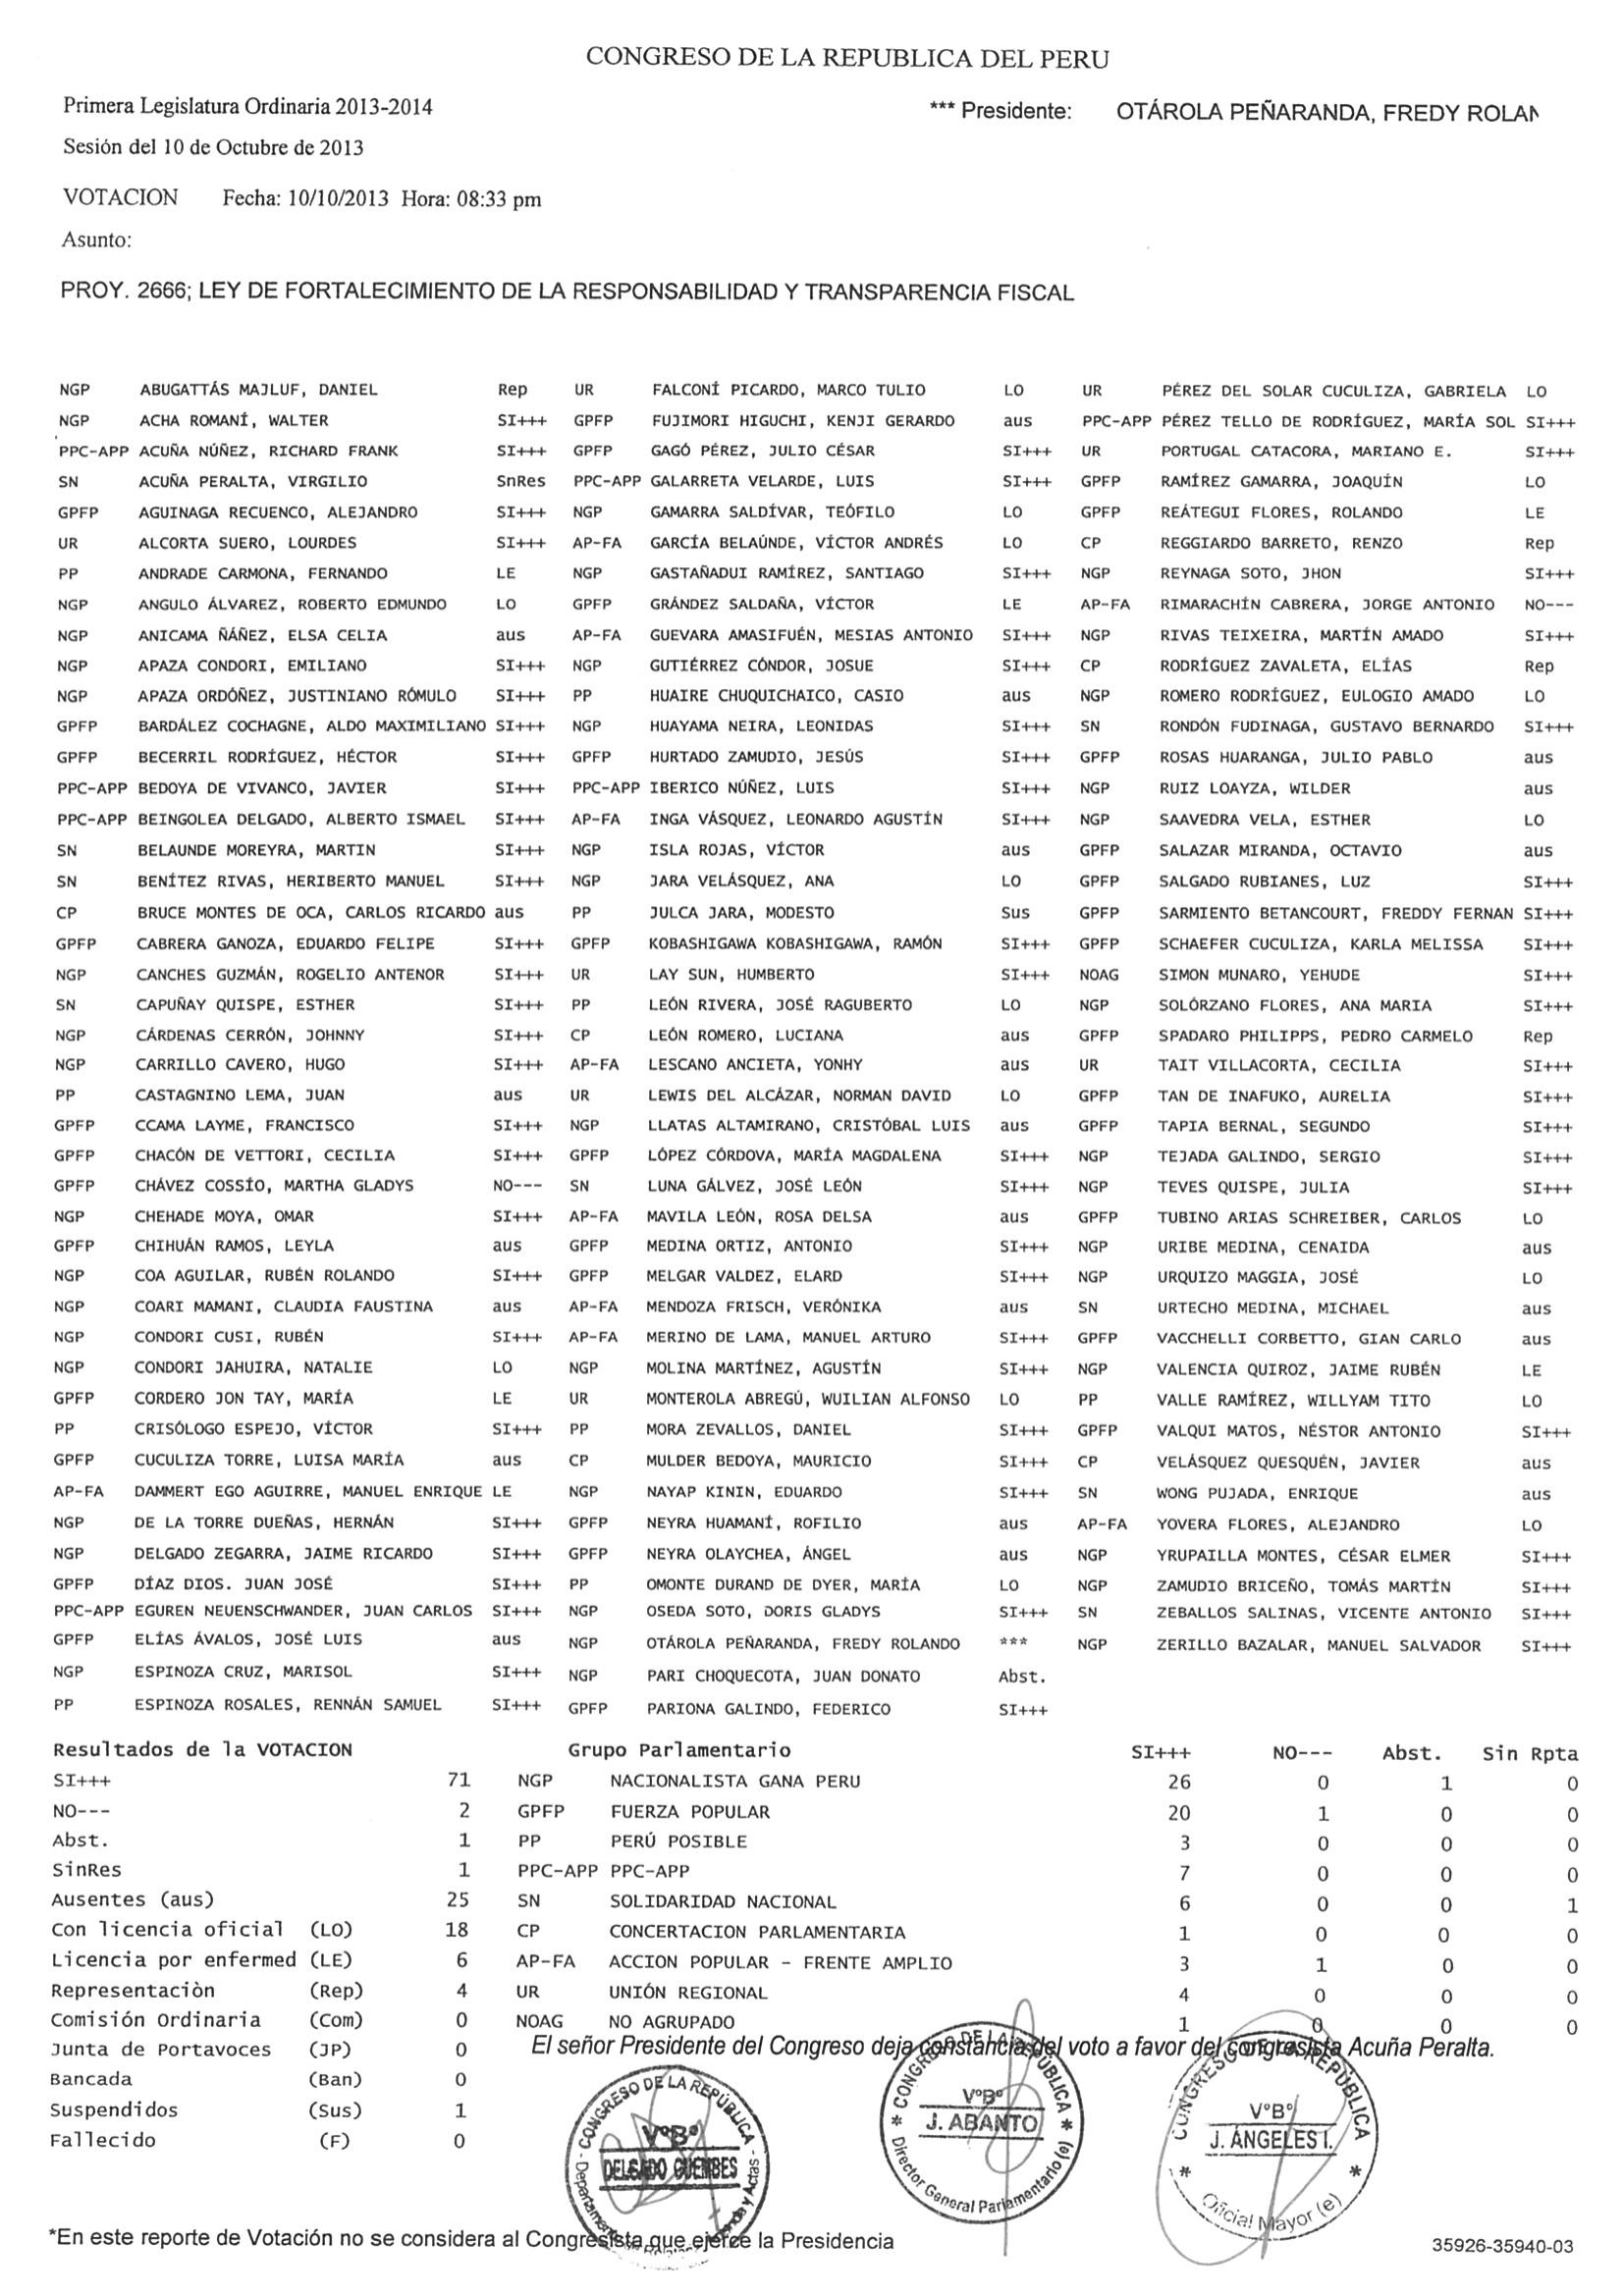 CONGRESO DE LA REPUBLICA DEL PERU
Primera Legislatura Ordinaria 2013-2014 *** Presidente: OTÁROLA PEÑARANDA, FREDY ROLAN
Sesión del 10 de Octubre de 2013
VOTACION Fecha: 10/10/2013 Hora: 08:33 pm
Asunto:
PROY. 2666; LEY DE FORTALECIMIENTO DE LA RESPONSABILIDAD Y TRANSPARENCIA FISCAL
NGP ABUGATTÁS MAJLUF, DANIEL Rep UR FALCONÍ PICARDO, MARCO TULIO LO UR PÉREZ DEL SOLAR CUCULIZA, GABRIELA LO
NGP ACHA ROMANÍ, WALTER SI+++ GPFP FUJIMORI HIGUCHI, KENJI GERARDO aus PPC-APP PÉREZ TELLO DE RODRÍGUEZ, MARÍA SOL SI+++
PPC-APP ACUÑA NÚÑEZ, RICHARD FRANK SI+++ GPFP GAGÓ PÉREZ, JULIO CÉSAR SI+++ UR PORTUGAL CATACORA, MARIANO E. SI+++
SN ACUÑA PERALTA, VIRGILIO SnRes PPC-APP GALARRETA VELARDE, LUIS SI+++ GPFP RAMÍREZ GAMARRA, JOAQUÍN LO
GPFP AGUINAGA RECUENCO, ALEJANDRO SI+++ NGP GAMARRA SALDÍVAR, TEÓFILO LO GPFP REÁTEGUI FLORES, ROLANDO LE
UR ALCORTA SUERO, LOURDES SI+++ AP-FA GARCÍA BELAÚNDE, VÍCTOR ANDRÉS LO CP REGGIARDO BARRETO, RENZO Rep
PP ANDRADE CARMONA, FERNANDO LE NGP GASTAÑADUI RAMÍREZ, SANTIAGO SI+++ NGP REYNAGA SOTO, JHON SI+++
NGP ANGULO ÁLVAREZ, ROBERTO EDMUNDO LO GPFP GRÁNDEZ SALDAÑA, VÍCTOR LE AP-FA RIMARACHÍN CABRERA, JORGE ANTONIO NO---
NGP ANICAMA ÑÁÑEZ, ELSA CELIA aus AP-FA GUEVARA AMASIFUÉN, MESIAS ANTONIO SI+++ NGP RIVAS TEIXEIRA, MARTÍN AMADO SI+++
NGP APAZA CONDORI, EMILIANO SI+++ NGP GUTIÉRREZ CÓNDOR, JOSUE SI+++ CP RODRÍGUEZ ZAVALETA, ELÍAS Rep
NGP APAZA ORDÓÑEZ, JUSTINIANO RÓMULO SI+++ PP HUAIRE CHUQUICHAICO, CASIO aus NGP ROMERO RODRÍGUEZ, EULOGIO AMADO LO
GPFP BARDÁLEZ COCHAGNE, ALDO MAXIMILIANO SI+++ NGP HUAYAMA NEIRA, LEONIDAS SI+++ SN RONDÓN FUDINAGA, GUSTAVO BERNARDO SI+++
GPFP BECERRIL RODRÍGUEZ, HÉCTOR SI+++ GPFP HURTADO ZAMUDIO, JESÚS SI+++ GPFP ROSAS HUARANGA, JULIO PABLO aus
PPC-APP BEDOYA DE VIVANCO, JAVIER SI+++ PPC-APP IBERICO NÚÑEZ, LUIS SI+++ NGP RUIZ LOAYZA, WILDER aus
PPC-APP BEINGOLEA DELGADO, ALBERTO ISMAEL SI+++ AP-FA INGA VÁSQUEZ, LEONARDO AGUSTÍN SI+++ NGP SAAVEDRA VELA, ESTHER LO
SN BELAUNDE MOREYRA, MARTIN SI+++ NGP ISLA ROJAS, VÍCTOR aus GPFP SALAZAR MIRANDA, OCTAVIO aus
SN BENÍTEZ RIVAS, HERIBERTO MANUEL SI+++ NGP JARA VELÁSQUEZ, ANA LO GPFP SALGADO RUBIANES, LUZ SI+++
CP BRUCE MONTES DE OCA, CARLOS RICARDO aus PP JULCA JARA, MODESTO Sus GPFP SARMIENTO BETANCOURT, FREDDY FERNAN SI+++
GPFP CABRERA GANOZA, EDUARDO FELIPE SI+++ GPFP KOBASHIGAWA KOBASHIGAWA, RAMÓN SI+++ GPFP SCHAEFER CUCULIZA, KARLA MELISSA SI+++
NGP CANCHES GUZMÁN, ROGELIO ANTENOR SI+++ UR LAY SUN, HUMBERTO SI+++ NOAG SIMON MUNARO, YEHUDE SI+++
SN CAPUÑAY QUISPE, ESTHER SI+++ PP LEÓN RIVERA, JOSÉ RAGUBERTO LO NGP SOLÓRZANO FLORES, ANA MARIA SI+++
NGP CÁRDENAS CERRÓN, JOHNNY SI+++ CP LEÓN ROMERO, LUCIANA aus GPFP SPADARO PHILIPPS, PEDRO CARMELO Rep
NGP CARRILLO CAVERO, HUGO SI+++ AP-FA LESCANO ANCIETA, YONHY aus UR TAIT VILLACORTA, CECILIA SI+++
PP CASTAGNINO LEMA, JUAN aus UR LEWIS DEL ALCÁZAR, NORMAN DAVID LO GPFP TAN DE INAFUKO, AURELIA SI+++
GPFP CCAMA LAYME, FRANCISCO SI+++ NGP LLATAS ALTAMIRANO, CRISTÓBAL LUIS aus GPFP TAPIA BERNAL, SEGUNDO SI+++
GPFP CHACÓN DE VETTORI, CECILIA SI+++ GPFP LÓPEZ CÓRDOVA, MARÍA MAGDALENA SI+++ NGP TEJADA GALINDO, SERGIO SI+++
GPFP CHÁVEZ COSSÍO, MARTHA GLADYS NO--- SN LUNA GÁLVEZ, JOSÉ LEÓN SI+++ NGP TEVES QUISPE, JULIA SI+++
NGP CHEHADE MOYA, OMAR SI+++ AP-FA MAVILA LEÓN, ROSA DELSA aus GPFP TUBINO ARIAS SCHREIBER, CARLOS LO
GPFP CHIHUÁN RAMOS, LEYLA aus GPFP MEDINA ORTIZ, ANTONIO SI+++ NGP URIBE MEDINA, CENAIDA aus
NGP COA AGUILAR, RUBÉN ROLANDO SI+++ GPFP MELGAR VALDEZ, ELARD SI+++ NGP URQUIZO MAGGIA, JOSÉ LO
NGP COARI MAMANI, CLAUDIA FAUSTINA aus AP-FA MENDOZA FRISCH, VERÓNIKA aus SN URTECHO MEDINA, MICHAEL aus
NGP CONDORI CUSI, RUBÉN SI+++ AP-FA MERINO DE LAMA, MANUEL ARTURO SI+++ GPFP VACCHELLI CORBETTO, GIAN CARLO aus
NGP CONDORI JAHUIRA, NATALIE LO NGP MOLINA MARTÍNEZ, AGUSTÍN SI+++ NGP VALENCIA QUIROZ, JAIME RUBÉN LE
GPFP CORDERO JON TAY, MARÍA LE UR MONTEROLA ABREGÚ, WUILIAN ALFONSO LO PP VALLE RAMÍREZ, WILLYAM TITO LO
PP CRISÓLOGO ESPEJO, VÍCTOR SI+++ PP MORA ZEVALLOS, DANIEL SI+++ GPFP VALQUI MATOS, NÉSTOR ANTONIO SI+++
GPFP CUCULIZA TORRE, LUISA MARÍA aus CP MULDER BEDOYA, MAURICIO SI+++ CP VELÁSQUEZ QUESQUÉN, JAVIER aus
AP-FA DAMMERT EGO AGUIRRE, MANUEL ENRIQUE LE NGP NAYAP KININ, EDUARDO SI+++ SN WONG PUJADA, ENRIQUE aus
NGP DE LA TORRE DUEÑAS, HERNÁN SI+++ GPFP NEYRA HUAMANÍ, ROFILIO aus AP-FA YOVERA FLORES, ALEJANDRO LO
NGP DELGADO ZEGARRA, JAIME RICARDO SI+++ GPFP NEYRA OLAYCHEA, ÁNGEL aus NGP YRUPAILLA MONTES, CÉSAR ELMER SI+++
GPFP DÍAZ DIOS. JUAN JOSÉ SI+++ PP OMONTE DURAND DE DYER, MARÍA LO NGP ZAMUDIO BRICEÑO, TOMÁS MARTÍN SI+++
PPC-APP EGUREN NEUENSCHWANDER, JUAN CARLOS SI+++ NGP OSEDA SOTO, DORIS GLADYS SI+++ SN ZEBALLOS SALINAS, VICENTE ANTONIO SI+++
GPFP ELÍAS ÁVALOS, JOSÉ LUIS aus NGP OTÁROLA PEÑARANDA, FREDY ROLANDO *** NGP ZERILLO BAZALAR, MANUEL SALVADOR SI+++
NGP ESPINOZA CRUZ, MARISOL SI+++ NGP PARI CHOQUECOTA, JUAN DONATO Abst.
PP ESPINOZA ROSALES, RENNÁN SAMUEL SI+++ GPFP PARIONA GALINDO, FEDERICO SI+++
Resultados de la VOTACION Grupo Parlamentario SI+++ NO--- Abst. Sin Rpta
SI+++ 71 NGP NACIONALISTA GANA PERU 26 0 1 0
NO--- 2 GPFP FUERZA POPULAR 20 1 0 0
Abst. 1 PP PERÚ POSIBLE 3 0 0 0
SinRes 1 PPC-APP PPC-APP 7 0 0 0
Ausentes (aus) 25 SN SOLIDARIDAD NACIONAL 6 0 0 1
Con licencia oficial (LO) 18 CP CONCERTACION PARLAMENTARIA 1 0 0 0
Licencia por enfermed (LE) 6 AP-FA ACCION POPULAR - FRENTE AMPLIO 3 1 0 0
Representaciòn (Rep) 4 UR UNIÓN REGIONAL 4 0 0 0
Comisión Ordinaria (Com) 0 NOAG NO AGRUPADO 1 0 0 0
El señor Presidente del Congreso deja constancia del voto a favor del congresista Acuña Peralta.
Junta de Portavoces (JP) 0
Bancada (Ban) 0
Suspendidos (Sus) 1
Fallecido (F) 0
CONGRESO DE LA REPÚBLICA
VºBº
DELGADO GUEMBES
CONGRESO DE LA REPÚBLICA
VºBº
J. ABANTO
Director General Parlamentario (e)
CONGRESO DE LA REPÚBLICA
VºBº
J. ÁNGELES I.
Oficial Mayor (e)
*En este reporte de Votación no se considera al Congresista que ejerce la Presidencia
35926-35940-03